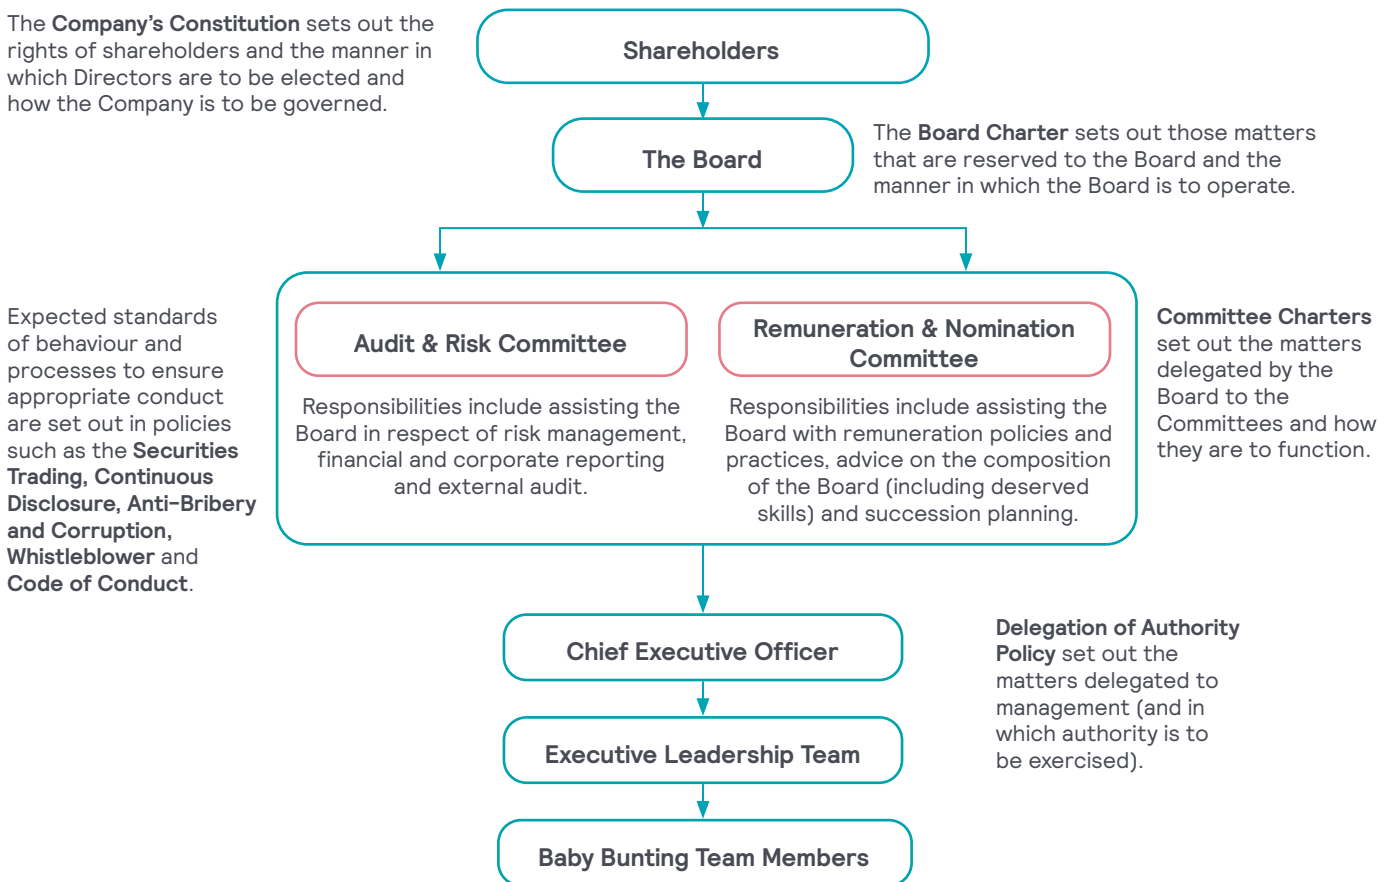 The Company's Constitution sets out the
rights of shareholders and the manner in
which Directors are to be elected and
how the Company is to be governed.
Shareholders
The Board
The Board Charter sets out those matters
that are reserved to the Board and the
manner in which the Board is to operate.
Expected standards
of behaviour and
processes to ensure
appropriate conduct
are set out in policies
such as the Securities
Trading, Continuous
Disclosure, Anti-Bribery
and Corruption,
Whistleblower and
Code of Conduct.
Audit & Risk Committee
Responsibilities include assisting the
Board in respect of risk management,
financial and corporate reporting
and external audit.
Remuneration & Nomination
Committee
Responsibilities include assisting the
Board with remuneration policies and
practices, advice on the composition
of the Board (including deserved
skills) and succession planning.
Committee Charters
set out the matters
delegated by the
Board to the
Committees and how
they are to function.
Chief Executive Officer
Delegation of Authority
Policy set out the
matters delegated to
management (and in
which authority is to
be exercised).
Executive Leadership Team
Baby Bunting Team Members